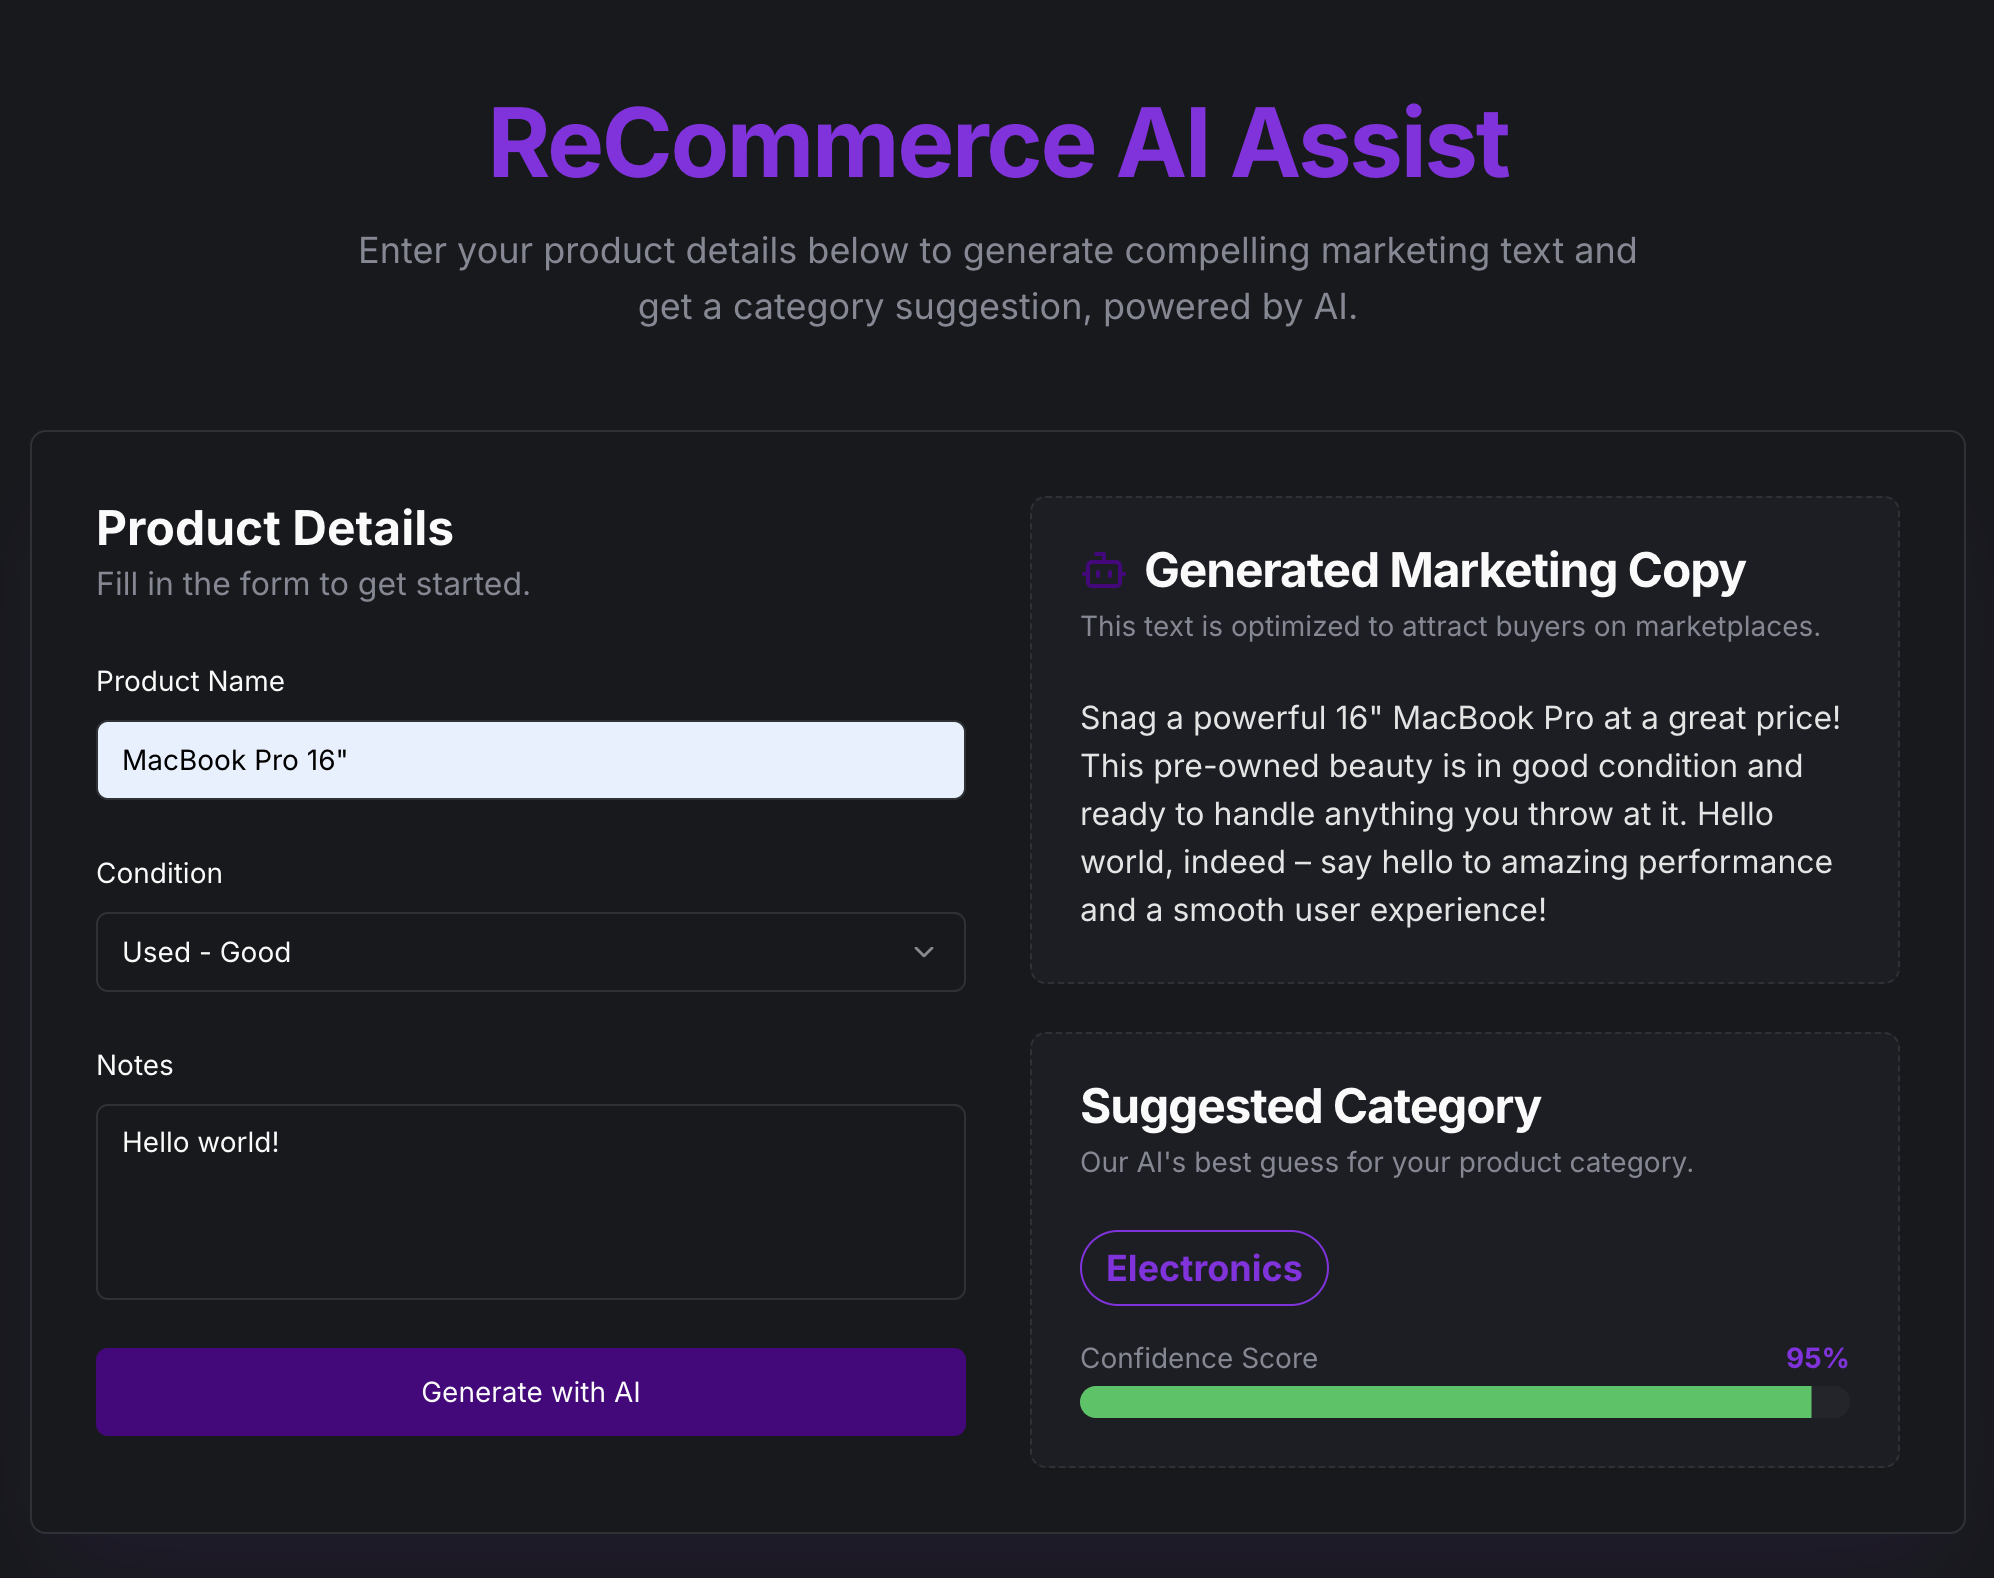 ReCommerce AI Assist
Enter your product details below to generate compelling marketing text and
get a category suggestion, powered by AI.
Product Details
Fill in the form to get started.
Product Name
MacBook Pro 16"
Condition
Used - Good
Notes
Hello world!
Generate with AI
Generated Marketing Copy
This text is optimized to attract buyers on marketplaces.
Snag a powerful 16" MacBook Pro at a great price!
This pre-owned beauty is in good condition and
ready to handle anything you throw at it. Hello
world, indeed – say hello to amazing performance
and a smooth user experience!
Suggested Category
Our AI's best guess for your product category.
Electronics
Confidence Score 95%